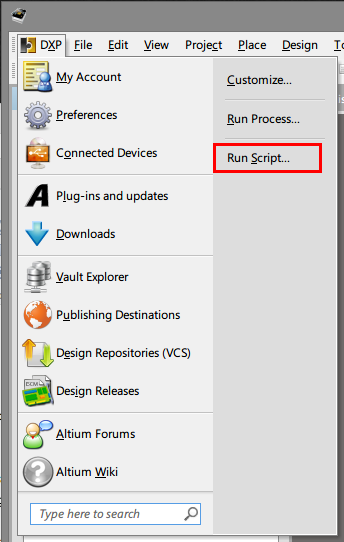 DXP File Edit View Project Place Design T
My Account
Preferences
Connected Devices
Plug-ins and updates
Downloads
Vault Explorer
Publishing Destinations
Design Repositories (VCS)
Design Releases
Altium Forums
Altium Wiki
Type here to search
Customize...
Run Process...
Run Script...